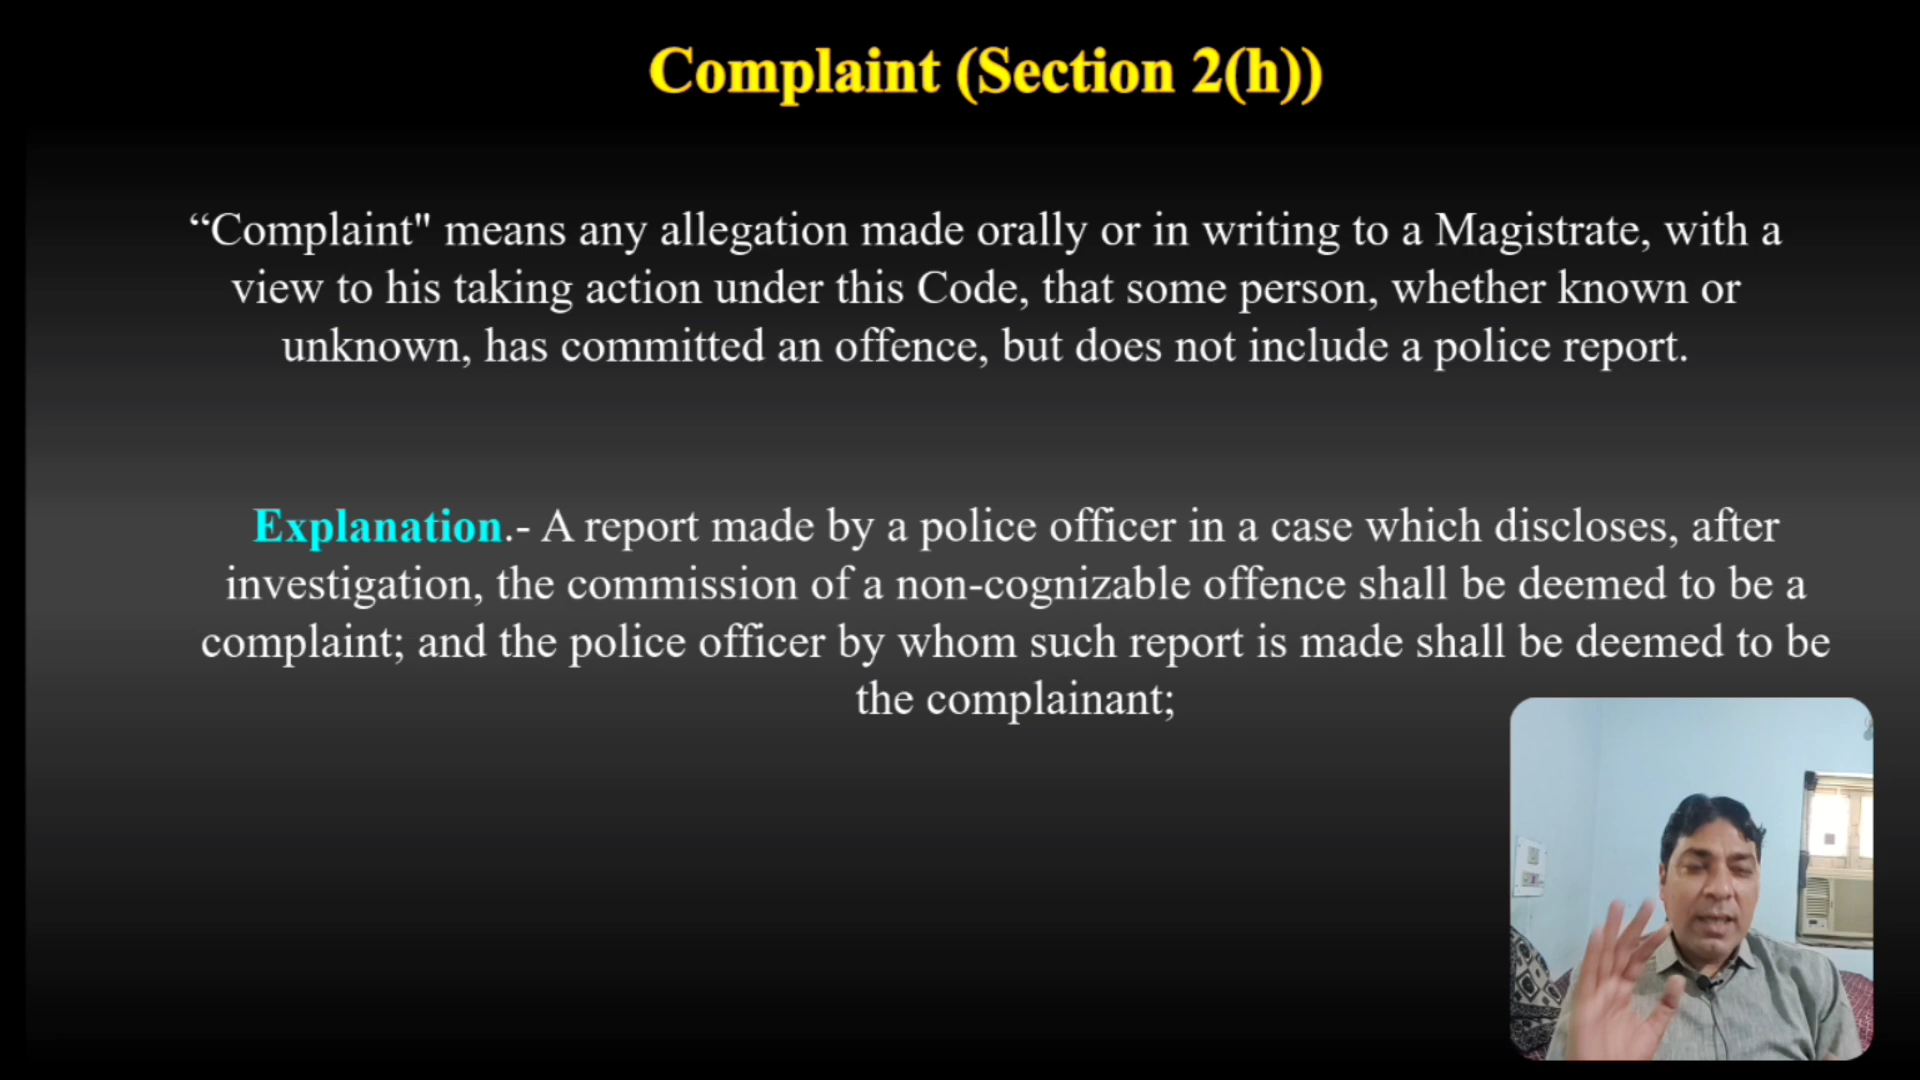 Complaint (Section 2(h))
“Complaint" means any allegation made orally or in writing to a Magistrate, with a
view to his taking action under this Code, that some person, whether known or
unknown, has committed an offence, but does not include a police report.
Explanation.- A report made by a police officer in a case which discloses, after
investigation, the commission of a non-cognizable offence shall be deemed to be a
complaint; and the police officer by whom such report is made shall be deemed to be
the complainant;